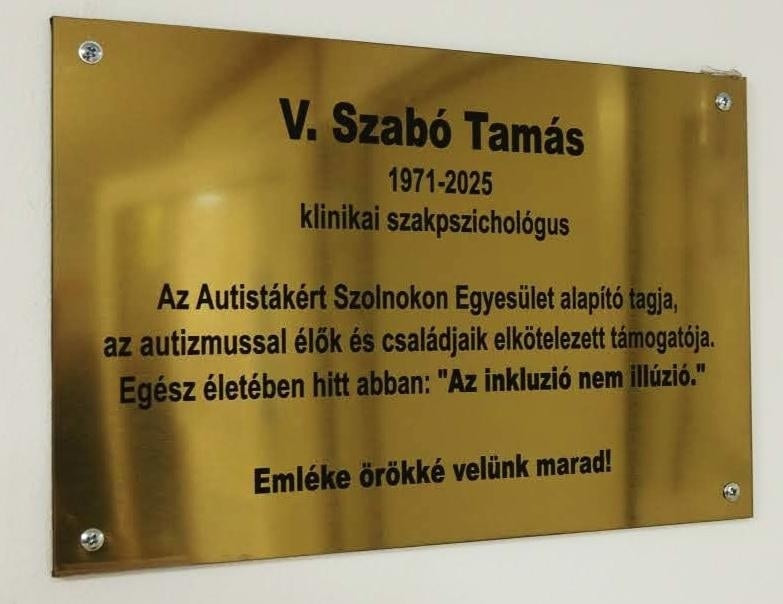 V. Szabó Tamás
1971-2025
klinikai szakpszichológus
Az Autistákért Szolnokon Egyesület alapító tagja,
az autizmussal élők és családjaik elkötelezett támogatója.
Egész életében hitt abban: "Az inkluzió nem illúzió."
Emléke örökké velünk marad!